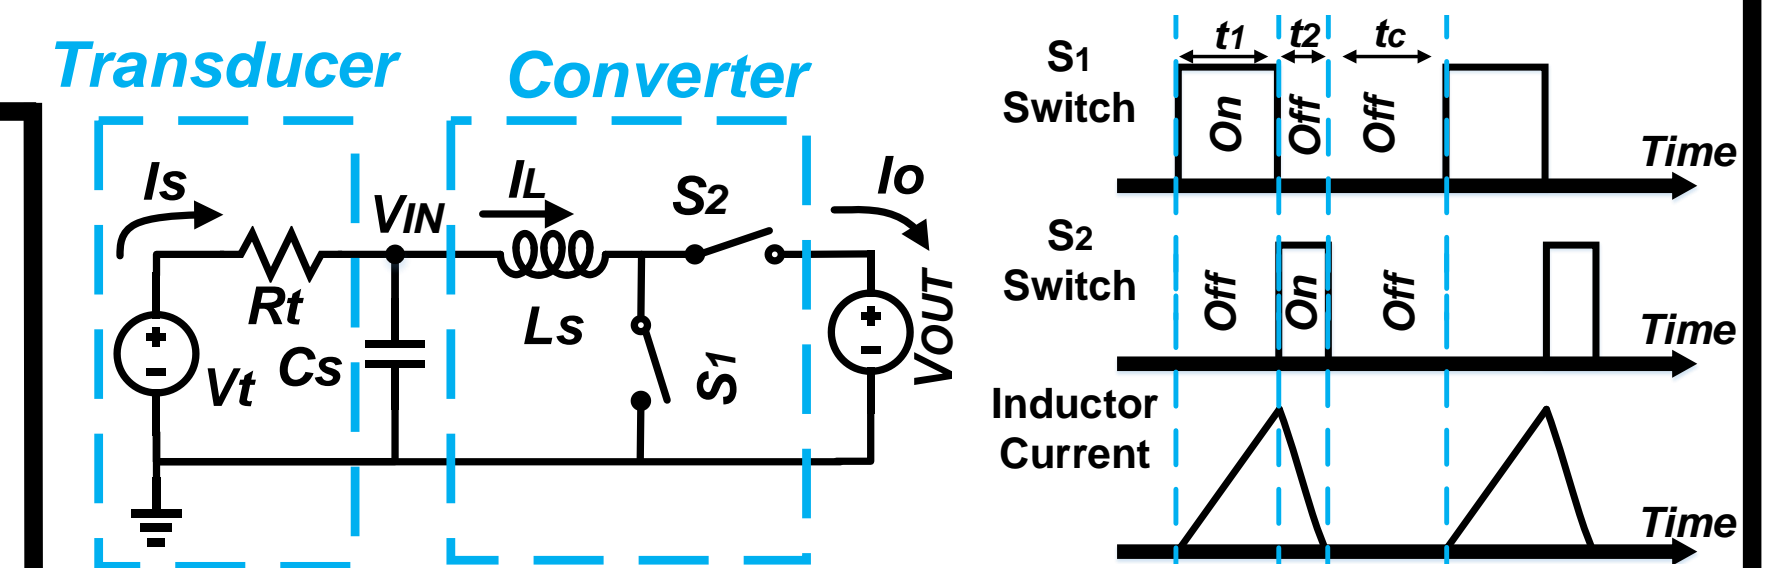 Transducer
Converter
Is
VIN
IL
S2
Io
Rt
Ls
Vt
Cs
S1
VOUT
S1
Switch
t1
t2
tc
On
Off
Off
Time
S2
Switch
Off
On
Off
Time
Inductor
Current
Time